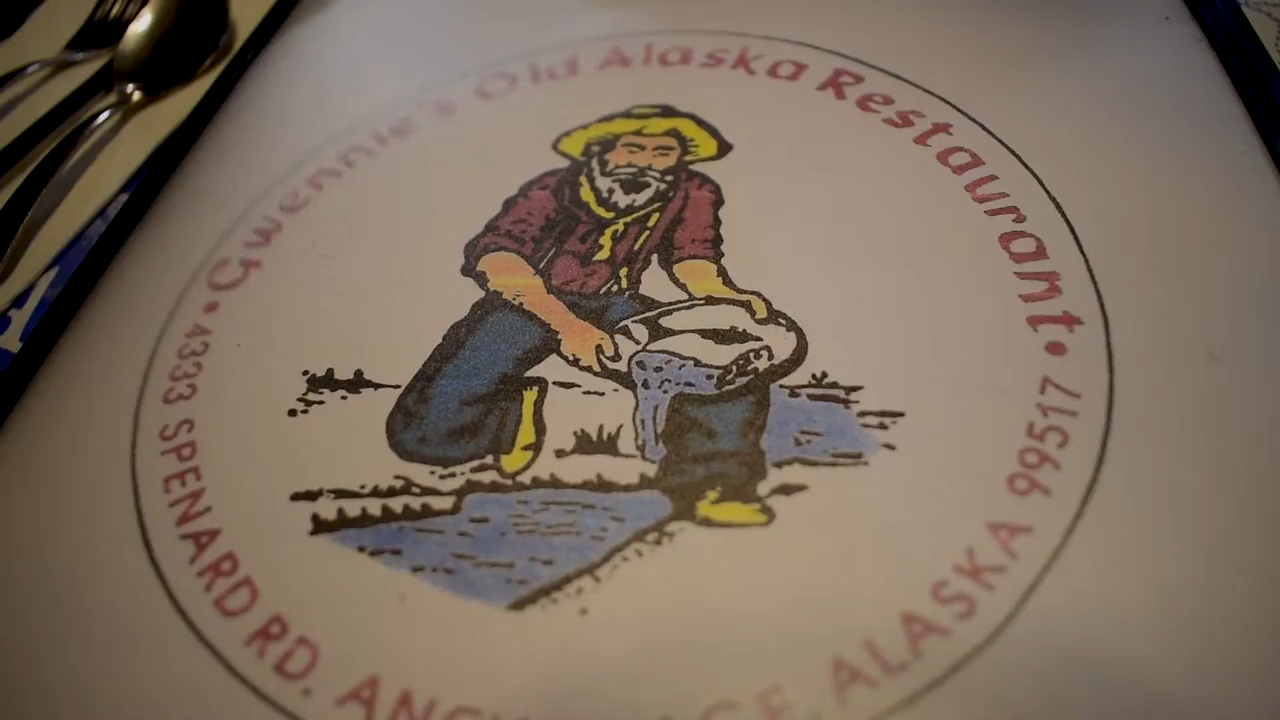 Gwennie's Old Alaska Restaurant
• 4333 SPENARD RD. ALASKA 99517 •